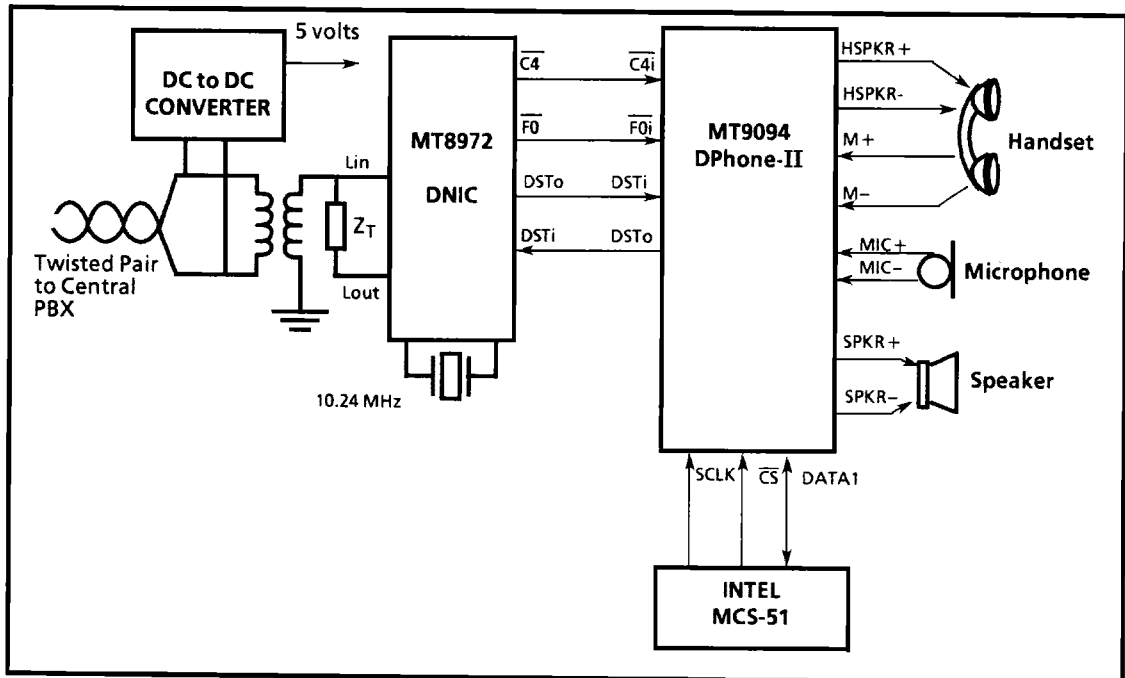 5 volts
DC to DC
CONVERTER
Twisted Pair
to Central
PBX
Lin
Z_T
Lout
MT8972
DNIC
10.24 MHz
C4̅ C4i̅
F0̅ F0i̅
DSTo DSTi
DSTi DSTo
MT9094
DPhone-II
HSPKR+
HSPKR-
M+
M-
Handset
MIC+
MIC-
Microphone
SPKR+
SPKR-
Speaker
SCLK C̅S̅ DATA1
INTEL
MCS-51